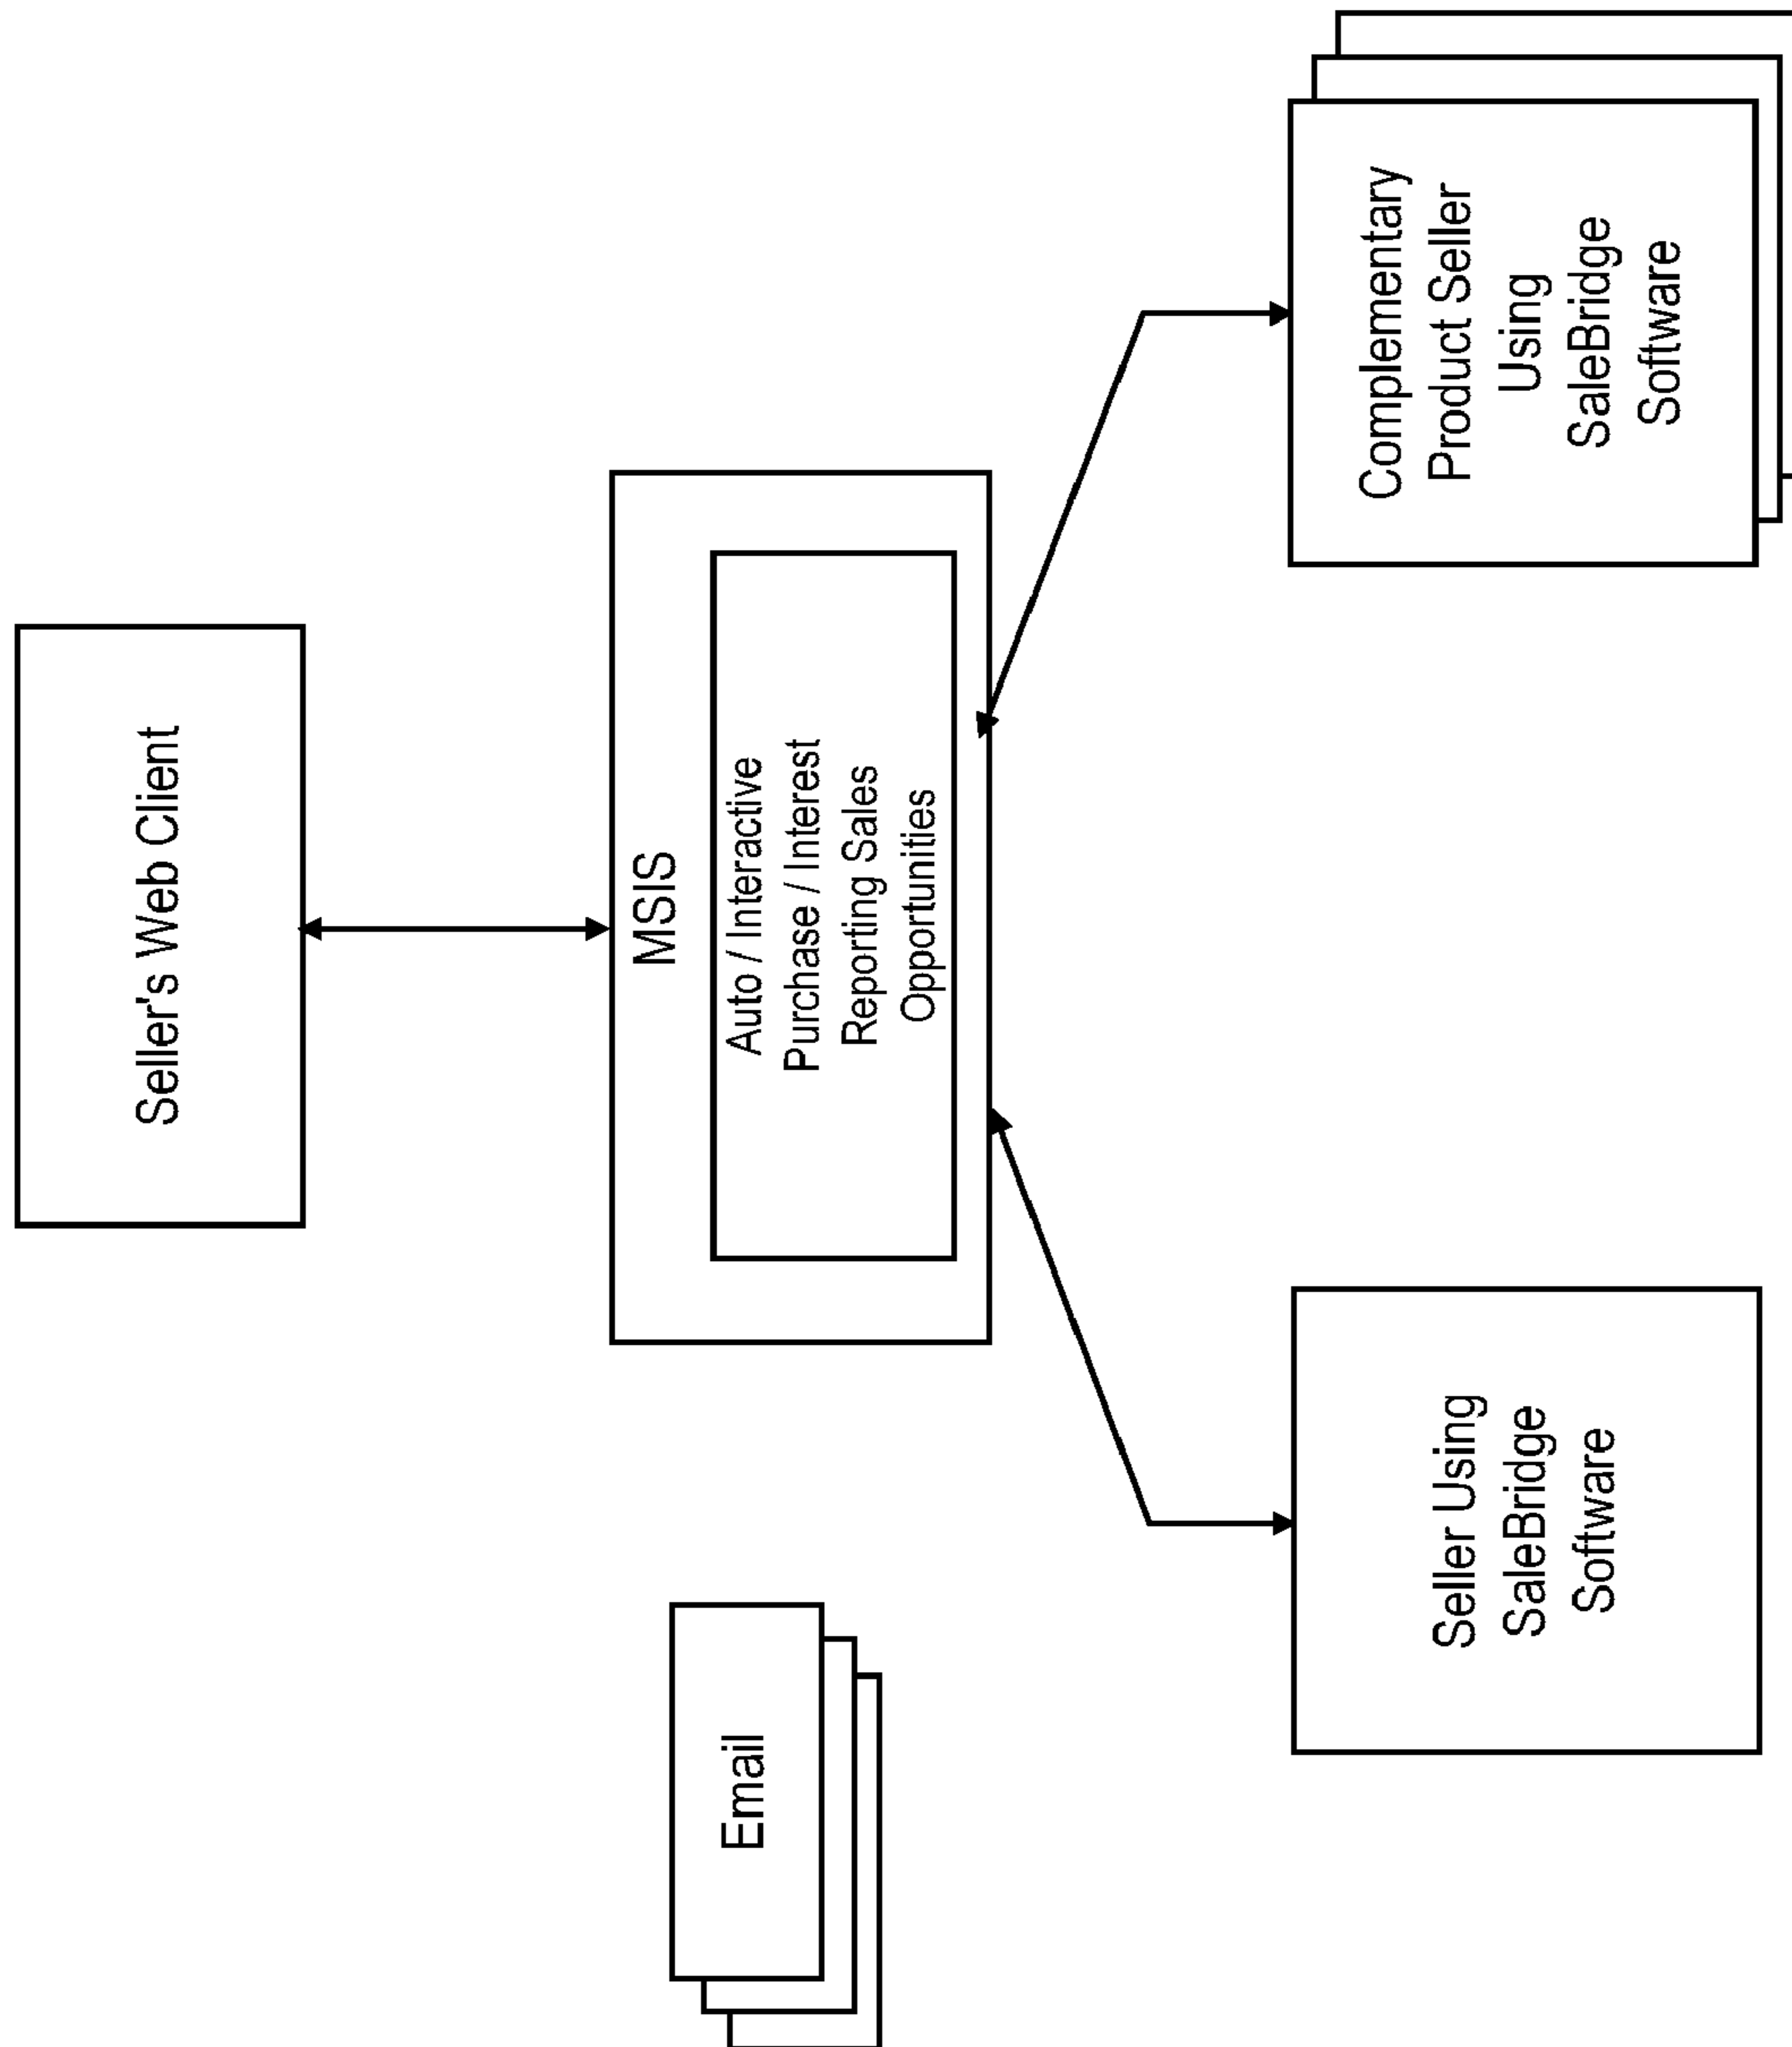 Seller's Web Client
MSIS
Auto / Interactive
Purchase / Interest
Reporting Sales
Opportunities
Email
Seller Using
SaleBridge
Software
Complementary
Product Seller
Using
SaleBridge
Software